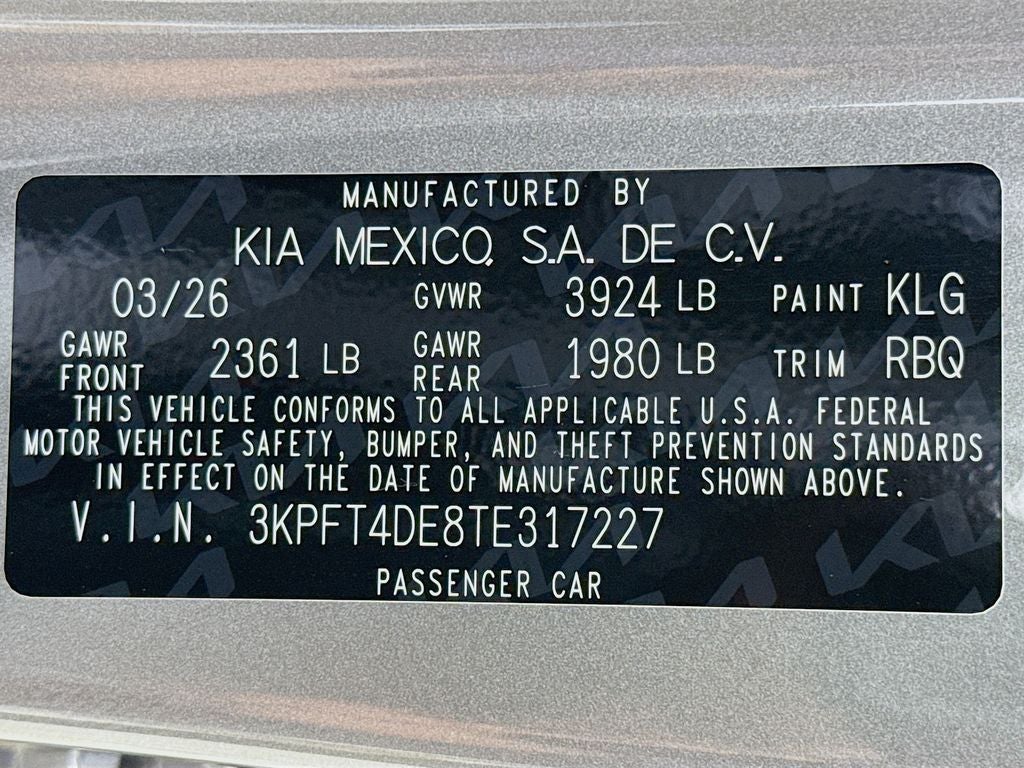 MANUFACTURED BY
KIA MEXICO, S.A. DE C.V.
03/26 GVWR 3924 LB PAINT KLG
GAWR FRONT 2361 LB GAWR REAR 1980 LB TRIM RBQ
THIS VEHICLE CONFORMS TO ALL APPLICABLE U.S.A. FEDERAL
MOTOR VEHICLE SAFETY, BUMPER, AND THEFT PREVENTION STANDARDS
IN EFFECT ON THE DATE OF MANUFACTURE SHOWN ABOVE.
V.I.N. 3KPFT4DE8TE317227
PASSENGER CAR